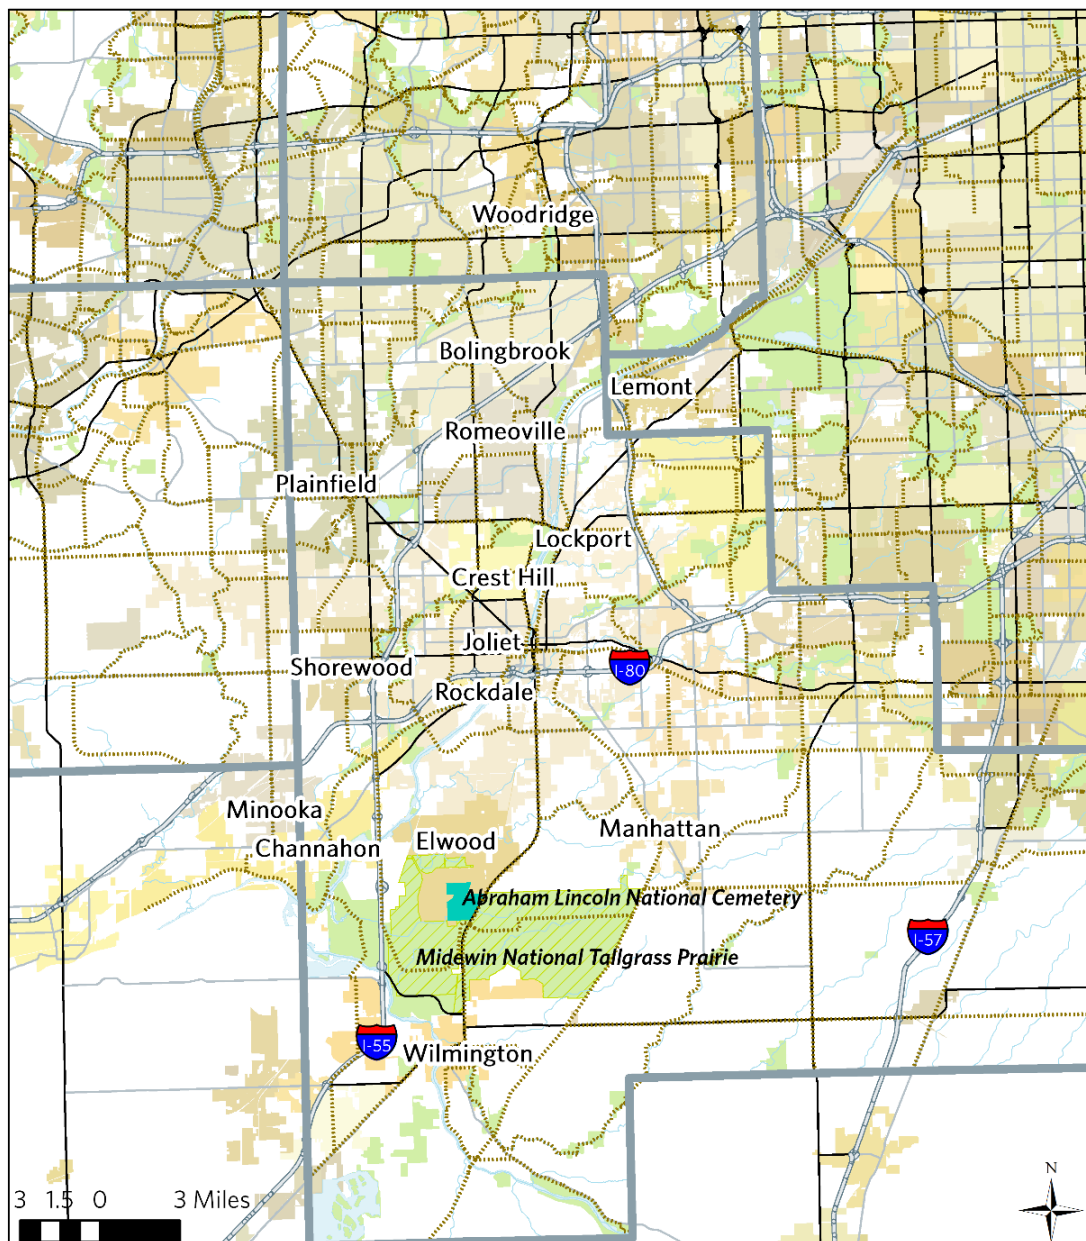 Woodridge
Bolingbrook
Lemont
Romeoville
Plainfield
Lockport
Crest Hill
Joliet
Shorewood
I-80
Rockdale
Minooka
Manhattan
Elwood
Channahon
Abraham Lincoln National Cemetery
I-57
Midewin National Tallgrass Prairie
I-55
Wilmington
N
3 1.5 0 3 Miles